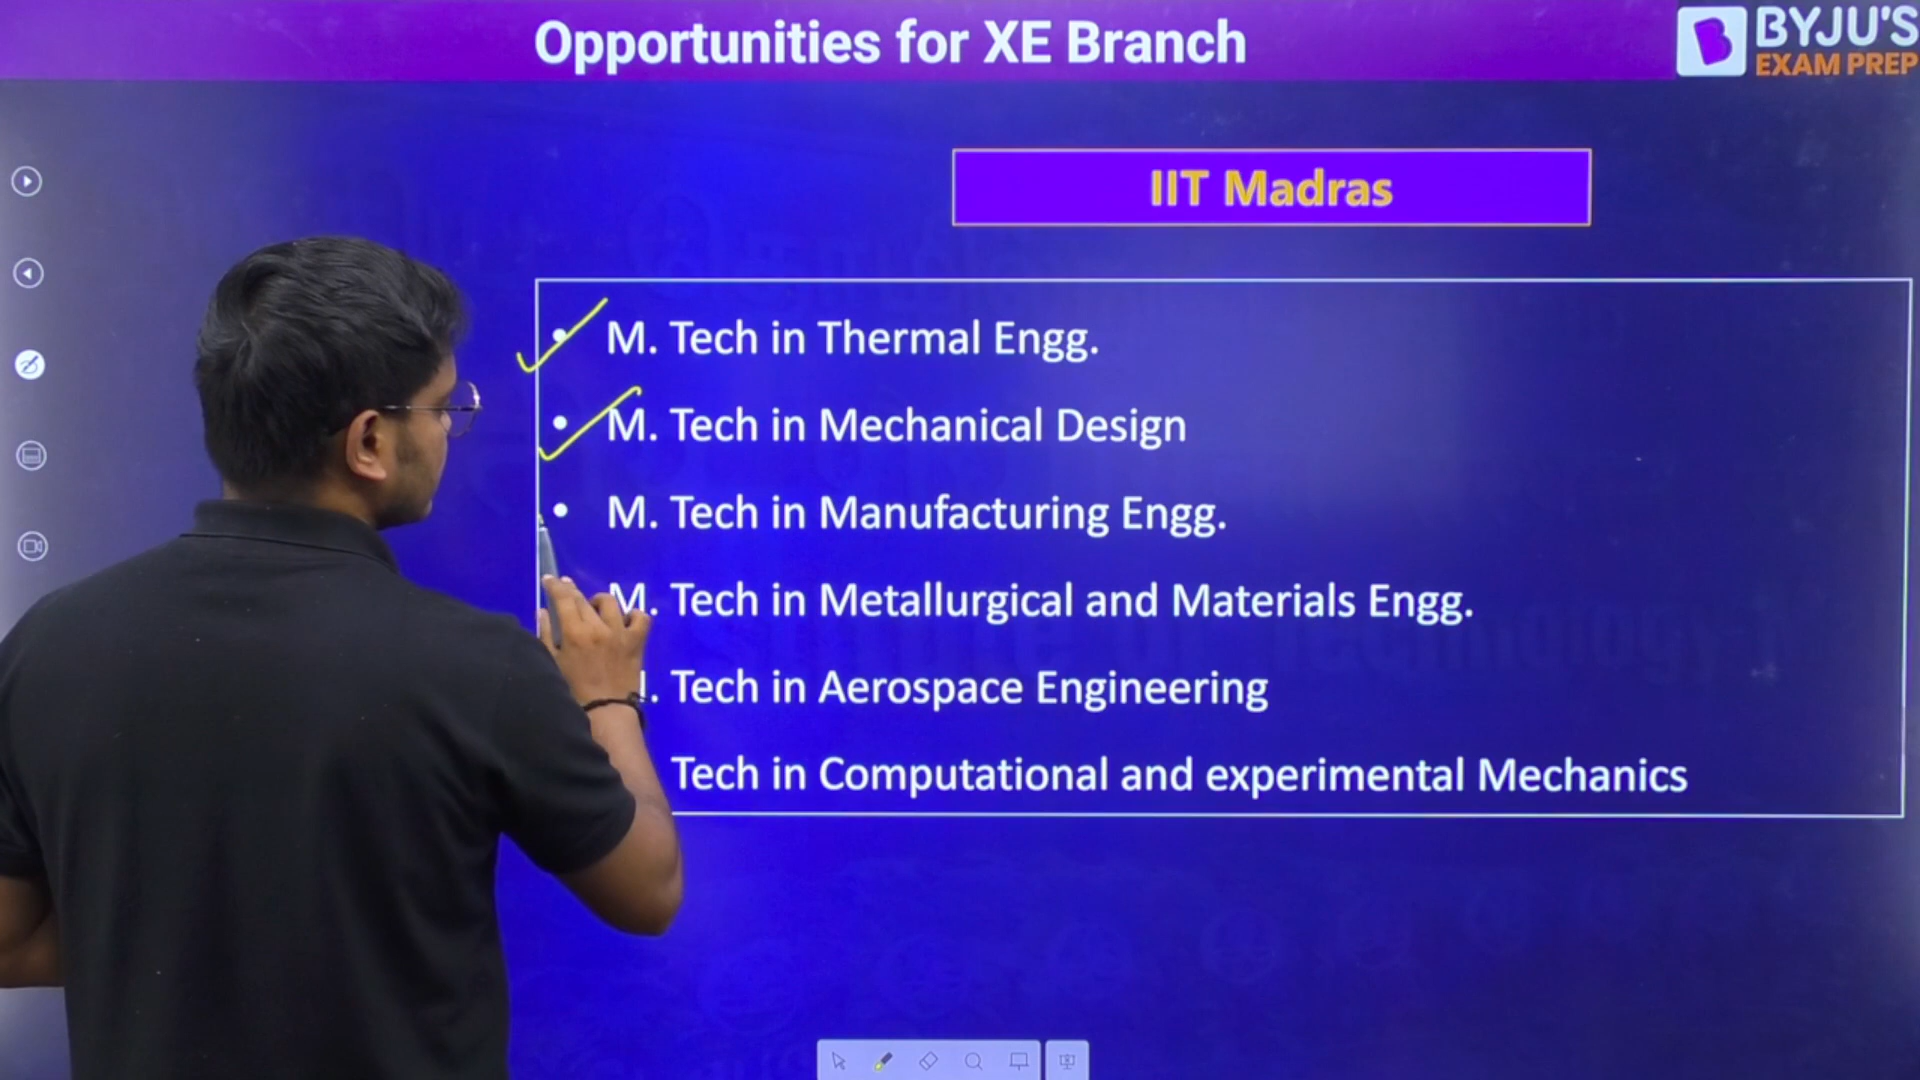 Opportunities for XE Branch
BYJU'S
EXAM PREP
IIT Madras
• M. Tech in Thermal Engg.
• M. Tech in Mechanical Design
• M. Tech in Manufacturing Engg.
M. Tech in Metallurgical and Materials Engg.
Tech in Aerospace Engineering
Tech in Computational and experimental Mechanics